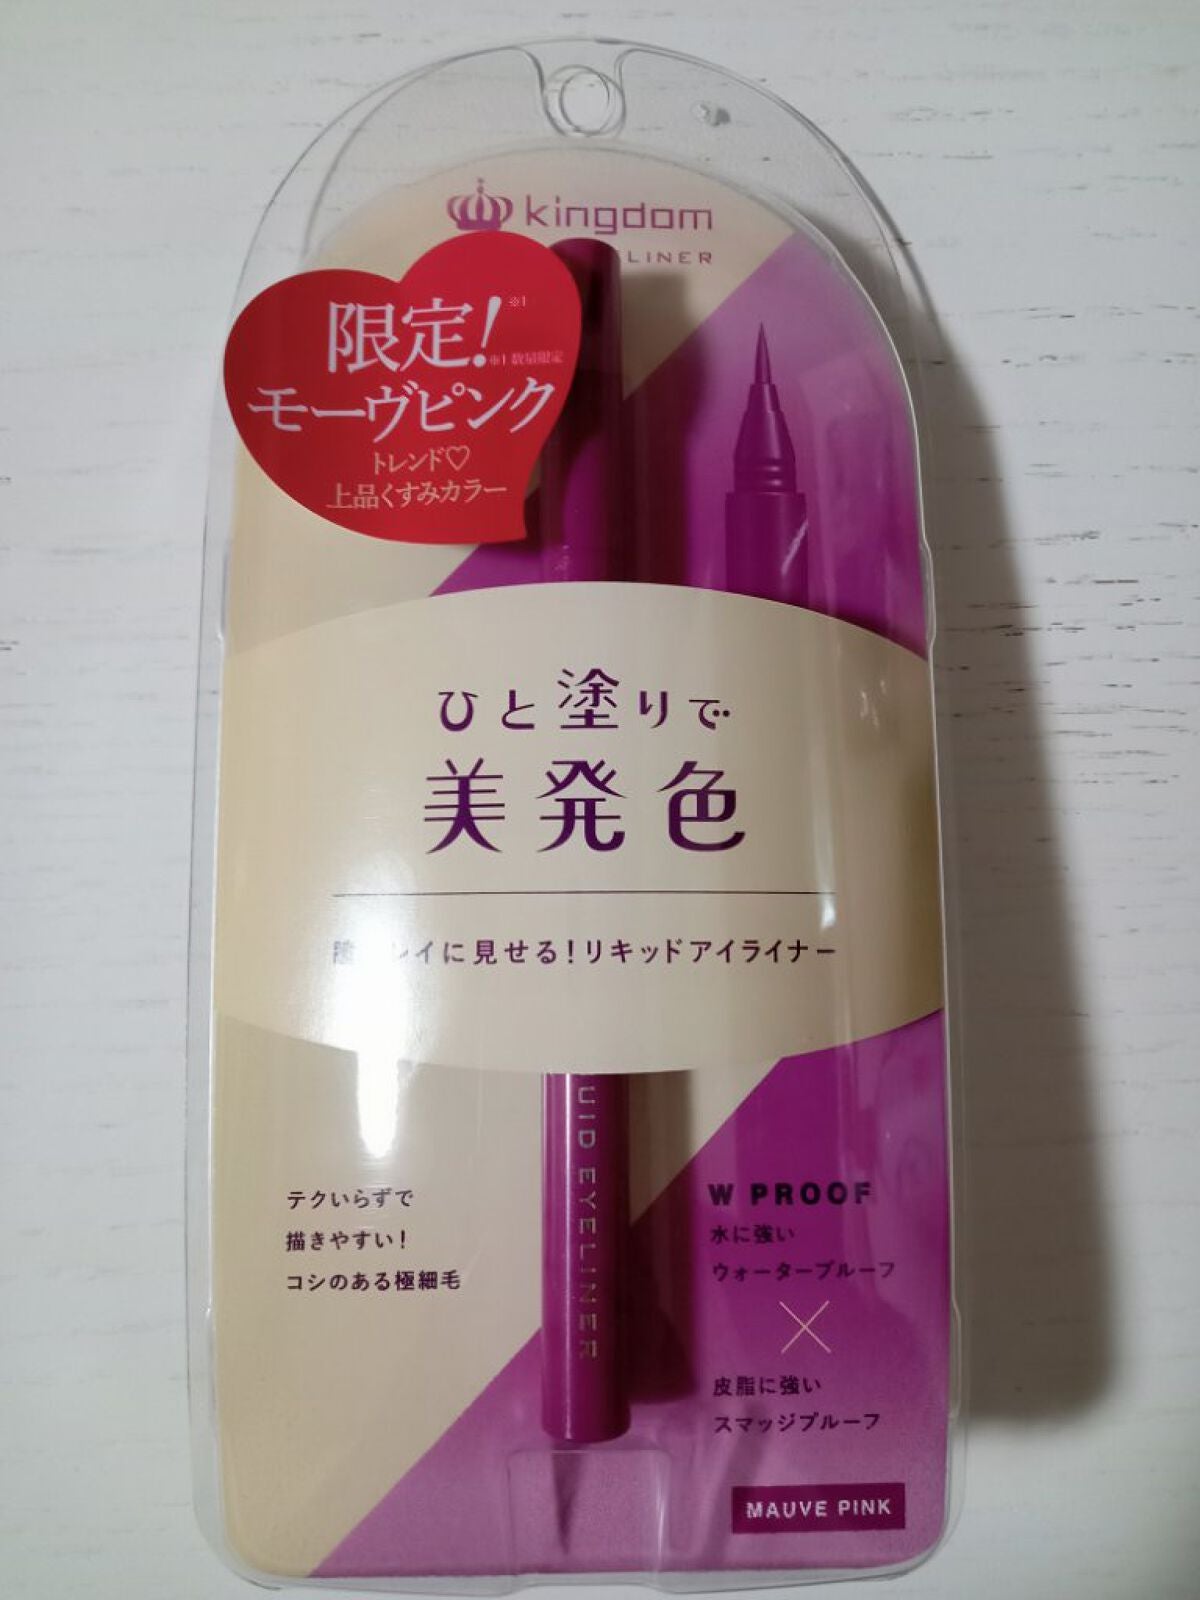 kingdom
ELINER
限定!※1
※1 数量限定
モーヴピンク
トレンド♡
上品くすみカラー
ひと塗りで
美発色
イに見せる!リキッドアイライナー
UID EYELINER
テクいらずで
描きやすい!
コシのある極細毛
W PROOF
水に強い
ウォータープルーフ
×
皮脂に強い
スマッジプルーフ
MAUVE PINK